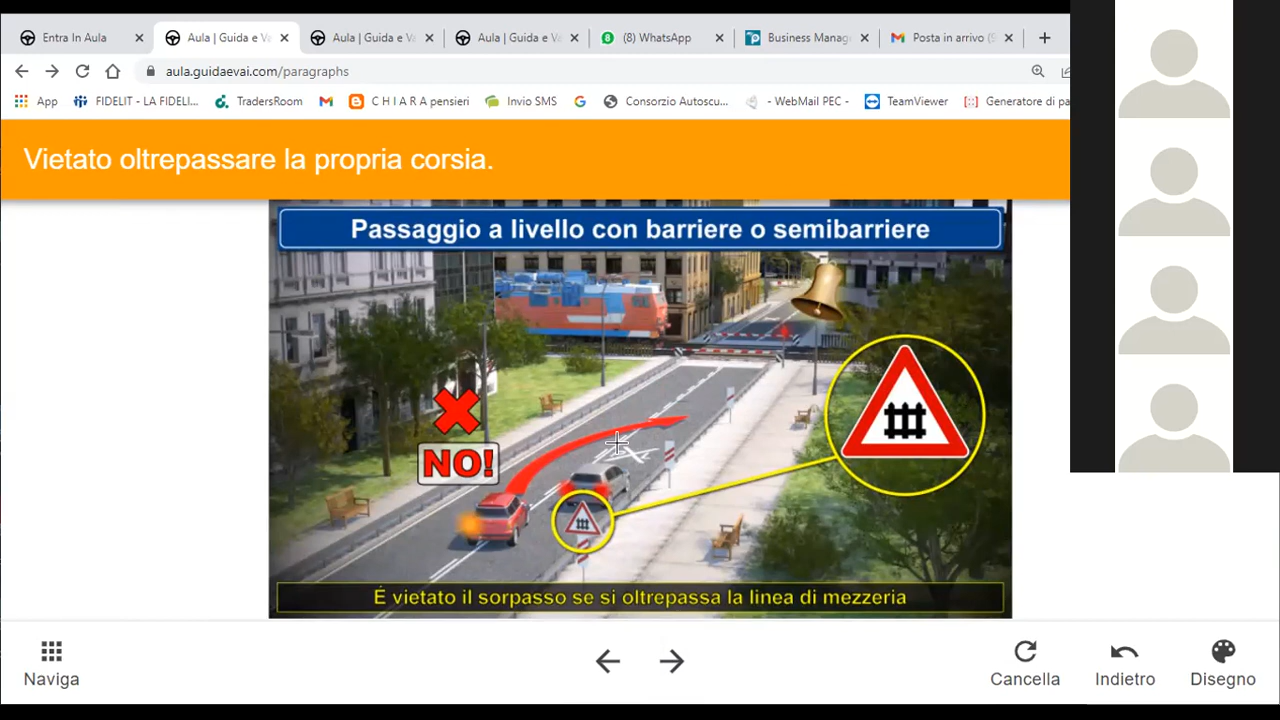 Entra In Aula
Aula | Guida e Va
Aula | Guida e Va
Aula | Guida e Va
(8) WhatsApp
Business Manag
Posta in arrivo (9
aula.guidaevai.com/paragraphs
App
FIDELIT - LA FIDELI...
TradersRoom
C H I A R A pensieri
Invio SMS
Consorzio Autoscu...
- WebMail PEC -
TeamViewer
Generatore di pa
Vietato oltrepassare la propria corsia.
Passaggio a livello con barriere o semibarriere
NO!
É vietato il sorpasso se si oltrepassa la linea di mezzeria
Naviga
Cancella
Indietro
Disegno